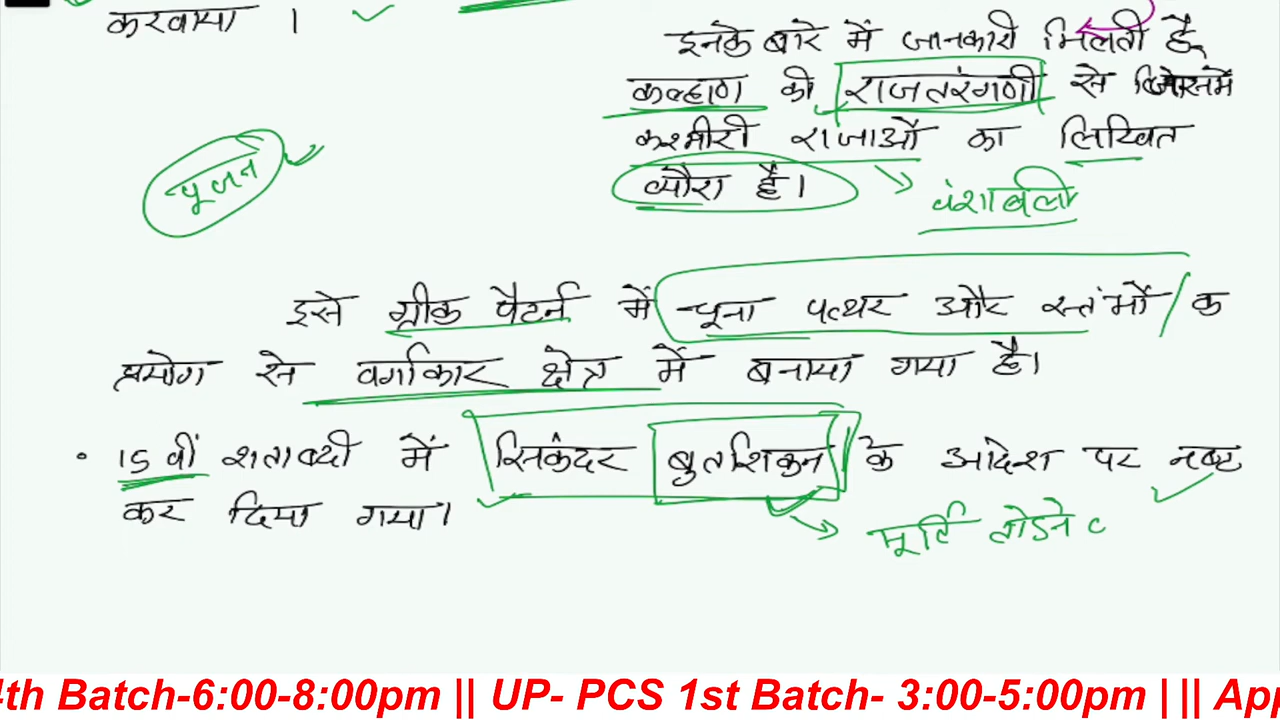 करवाया ।
इनके बारे में जानकारी मिलती है
कल्हाण की राजतरंगणी से जिसमें
कश्मीरी राजाओं का लिखित
ब्यौरा है।
वंशावली
पूजन
इसे ग्रीक पैटर्न में चूना पत्थर और स्तंभों क
प्रयोग से वर्गाकार क्षेत्र में बनाया गया है।
• 15 वीं शताब्दी में सिकंदर बुतशिकन के आदेश पर नष्ट
कर दिया गया।
मूर्ति तोडने
4th Batch-6:00-8:00pm || UP- PCS 1st Batch- 3:00-5:00pm | || App